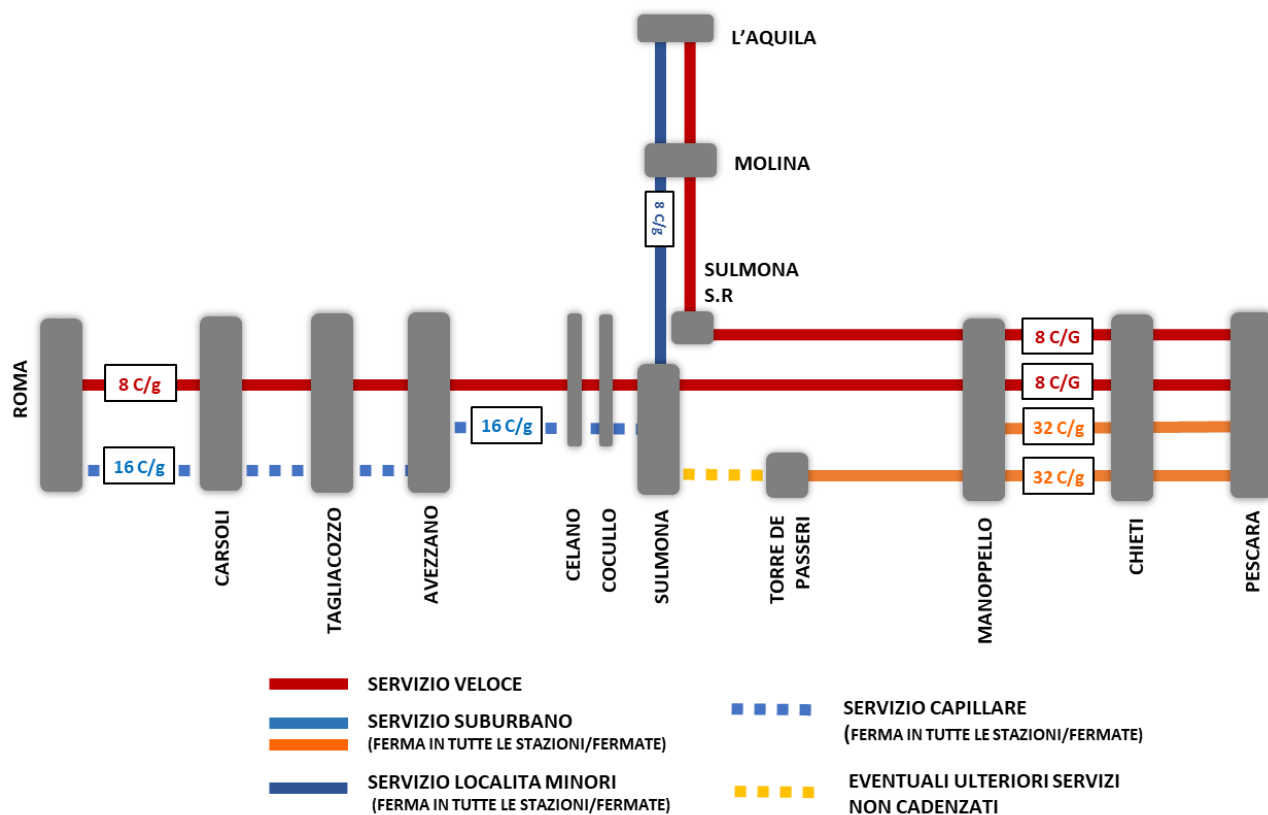 L'AQUILA
MOLINA
8 C/g
SULMONA
S.R
ROMA
8 C/g
8 C/G
8 C/G
16 C/g
32 C/g
16 C/g
32 C/g
CARSOLI
TAGLIACOZZO
AVEZZANO
CELANO
COCULLO
SULMONA
TORRE DE
PASSERI
MANOPPELLO
CHIETI
PESCARA
SERVIZIO VELOCE
SERVIZIO SUBURBANO
(FERMA IN TUTTE LE STAZIONI/FERMATE)
SERVIZIO LOCALITA MINORI
(FERMA IN TUTTE LE STAZIONI/FERMATE)
SERVIZIO CAPILLARE
(FERMA IN TUTTE LE STAZIONI/FERMATE)
EVENTUALI ULTERIORI SERVIZI
NON CADENZATI